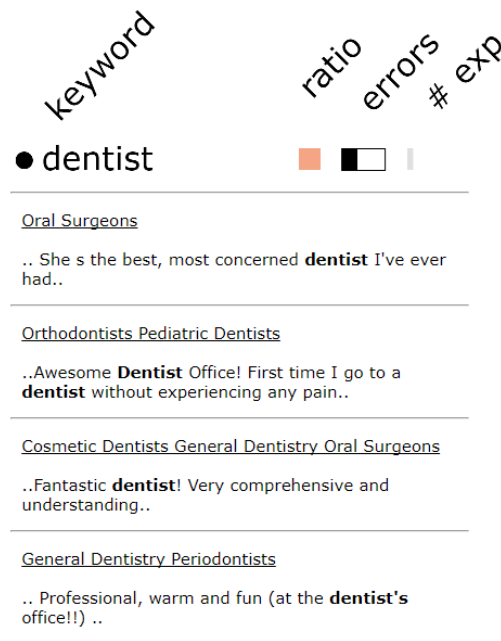 keyword
ratio
errors
# exp
dentist
Oral Surgeons
.. She s the best, most concerned dentist I've ever
had..
Orthodontists Pediatric Dentists
..Awesome Dentist Office! First time I go to a
dentist without experiencing any pain..
Cosmetic Dentists General Dentistry Oral Surgeons
..Fantastic dentist! Very comprehensive and
understanding..
General Dentistry Periodontists
.. Professional, warm and fun (at the dentist's
office!!) ..